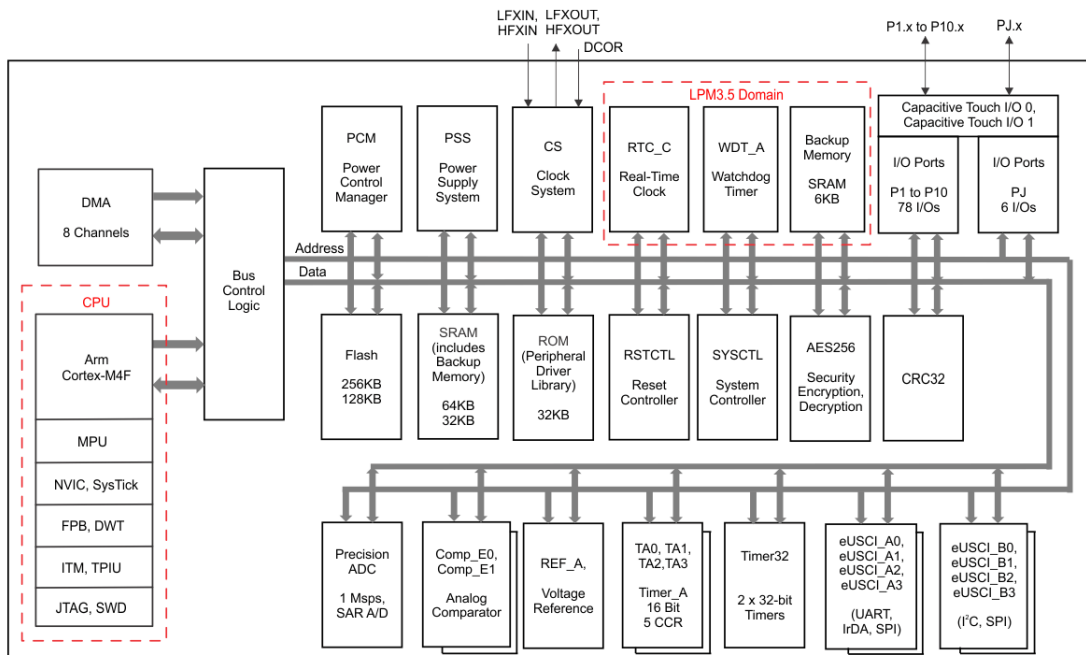 LFXIN,
HFXIN
LFXOUT,
HFXOUT
DCOR
P1.x to P10.x
PJ.x
LPM3.5 Domain
Capacitive Touch I/O 0,
Capacitive Touch I/O 1
PCM
Power
Control
Manager
PSS
Power
Supply
System
CS
Clock
System
RTC_C
Real-Time
Clock
WDT_A
Watchdog
Timer
Backup
Memory
SRAM
6KB
I/O Ports
P1 to P10
78 I/Os
I/O Ports
PJ
6 I/Os
DMA
8 Channels
Bus
Control
Logic
Address
Data
CPU
Arm
Cortex-M4F
MPU
NVIC, SysTick
FPB, DWT
ITM, TPIU
JTAG, SWD
Flash
256KB
128KB
SRAM
(includes
Backup
Memory)
64KB
32KB
ROM
(Peripheral
Driver
Library)
32KB
RSTCTL
Reset
Controller
SYSCTL
System
Controller
AES256
Security
Encryption,
Decryption
CRC32
Precision
ADC
1 Msps,
SAR A/D
Comp_E0,
Comp_E1
Analog
Comparator
REF_A,
Voltage
Reference
TA0, TA1,
TA2,TA3
Timer_A
16 Bit
5 CCR
Timer32
2 x 32-bit
Timers
eUSCI_A0,
eUSCI_A1,
eUSCI_A2,
eUSCI_A3
(UART,
IrDA, SPI)
eUSCI_B0,
eUSCI_B1,
eUSCI_B2,
eUSCI_B3
(I²C, SPI)